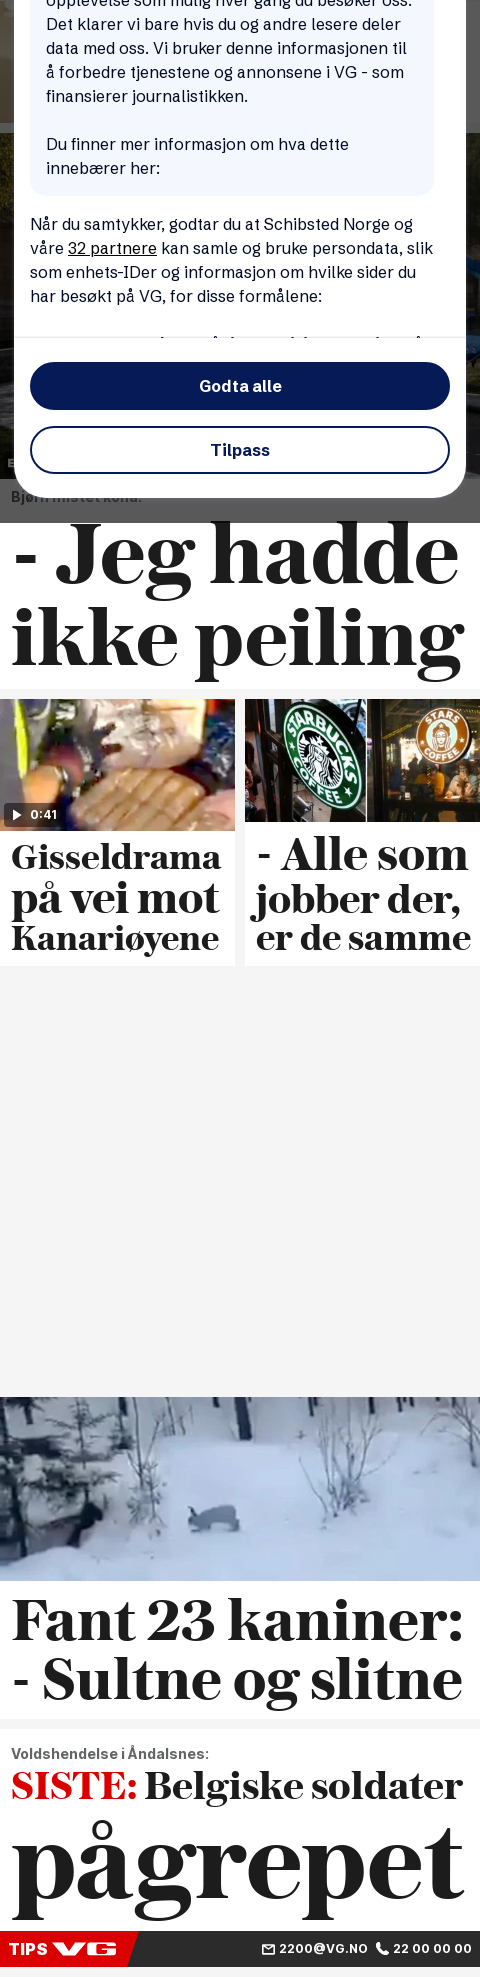 opplevelse som mulig hver gang du besøker oss.
Det klarer vi bare hvis du og andre lesere deler
data med oss. Vi bruker denne informasjonen til
å forbedre tjenestene og annonsene i VG - som
finansierer journalistikken.
Du finner mer informasjon om hva dette
innebærer her:
Når du samtykker, godtar du at Schibsted Norge og
våre 32 partnere kan samle og bruke persondata, slik
som enhets-IDer og informasjon om hvilke sider du
har besøkt på VG, for disse formålene:
Godta alle
Tilpass
- Jeg hadde
ikke peiling
0:41
Gisseldrama
på vei mot
Kanariøyene
STARBUCKS
COFFEE
STARS
COFFEE
- Alle som
jobber der,
er de samme
Fant 23 kaniner:
- Sultne og slitne
Voldshendelse i Åndalsnes:
SISTE: Belgiske soldater
pågrepet
TIPS VG
2200@VG.NO 22 00 00 00